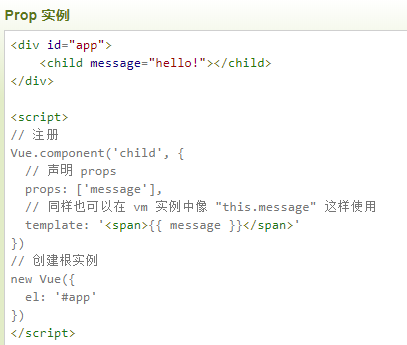 Prop 实例
<div id="app">
    <child message="hello!"></child>
</div>

<script>
// 注册
Vue.component('child', {
  // 声明 props
  props: ['message'],
  // 同样也可以在 vm 实例中像 "this.message" 这样使用
  template: '<span>{{ message }}</span>'
})
// 创建根实例
new Vue({
  el: '#app'
})
</script>